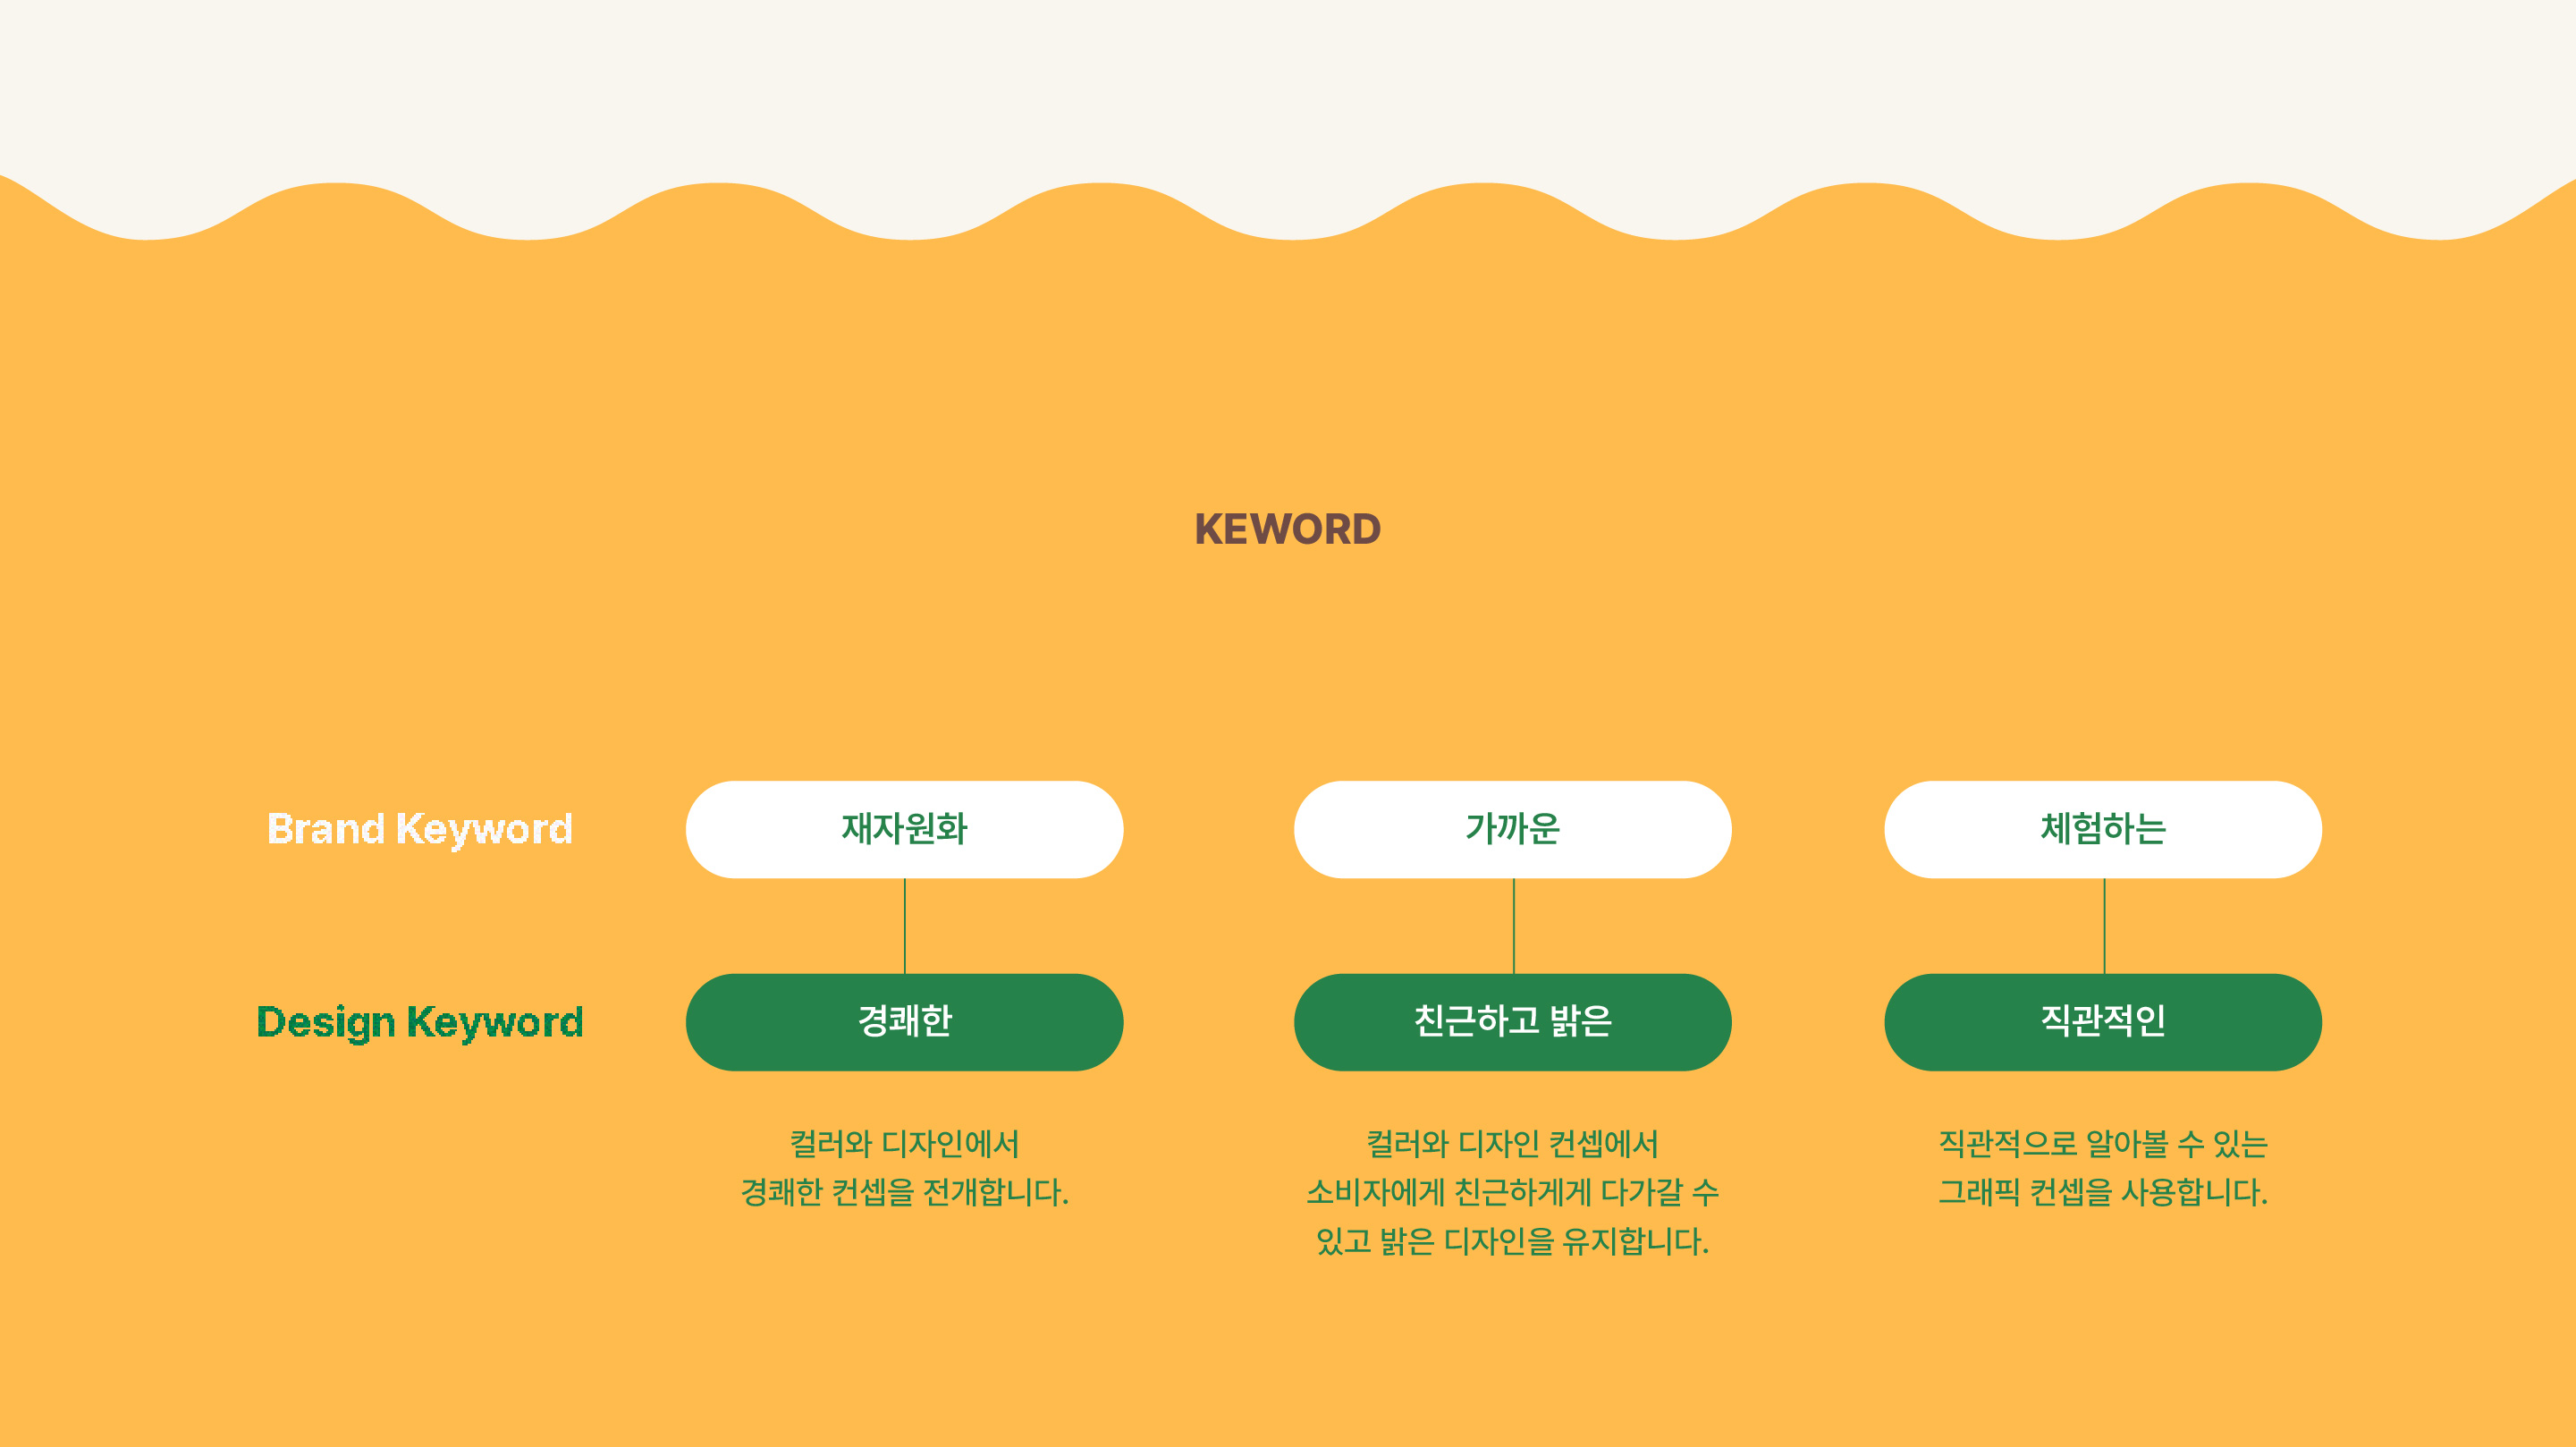 KEWORD
Brand Keyword
재자원화
가까운
체험하는
Design Keyword
경쾌한
친근하고 밝은
직관적인
컬러와 디자인에서
경쾌한 컨셉을 전개합니다.
컬러와 디자인 컨셉에서
소비자에게 친근하게게 다가갈 수
있고 밝은 디자인을 유지합니다.
직관적으로 알아볼 수 있는
그래픽 컨셉을 사용합니다.